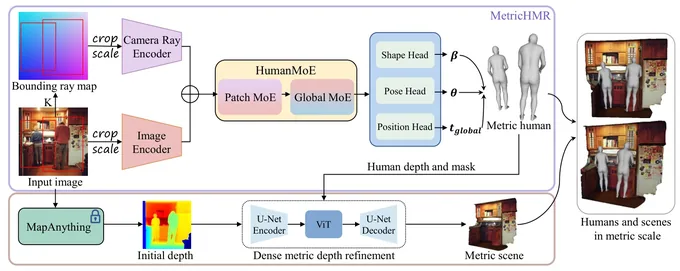 MetricHMR
crop
scale
Camera Ray
Encoder
Bounding ray map
K
crop
scale
Image
Encoder
Input image
HumanMoE
Patch MoE
Global MoE
Shape Head
β
Pose Head
θ
Position Head
t_global
Metric human
Human depth and mask
MapAnything
Initial depth
U-Net
Encoder
ViT
U-Net
Decoder
Dense metric depth refinement
Metric scene
Humans and scenes
in metric scale